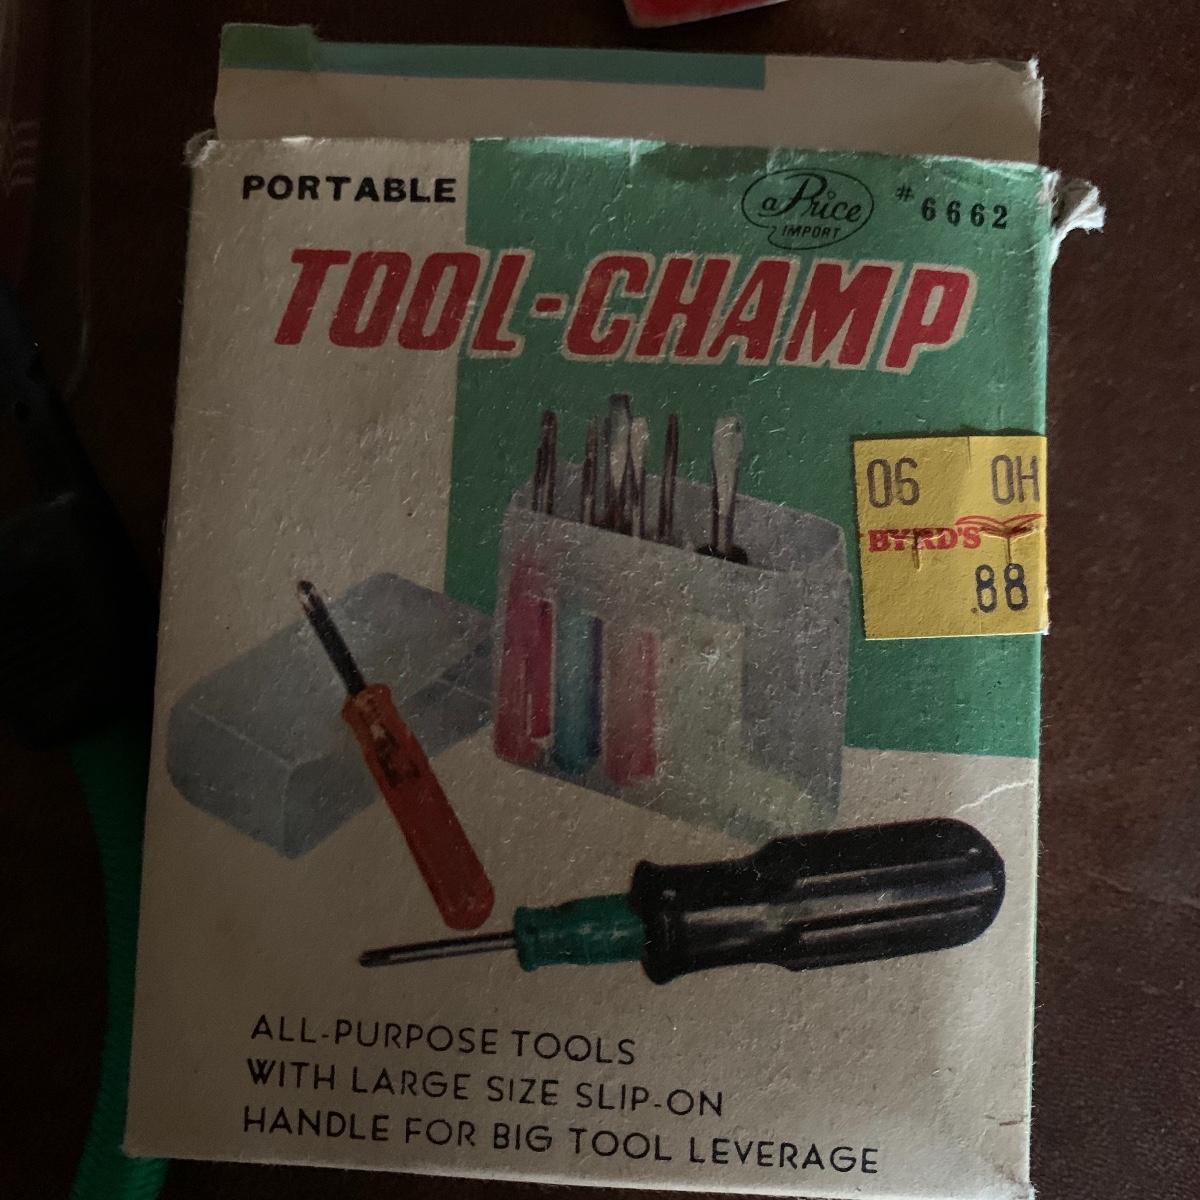 PORTABLE
a Price
IMPORT
#6662
TOOL-CHAMP
06 OH
BYRD'S
.88
ALL-PURPOSE TOOLS
WITH LARGE SIZE SLIP-ON
HANDLE FOR BIG TOOL LEVERAGE